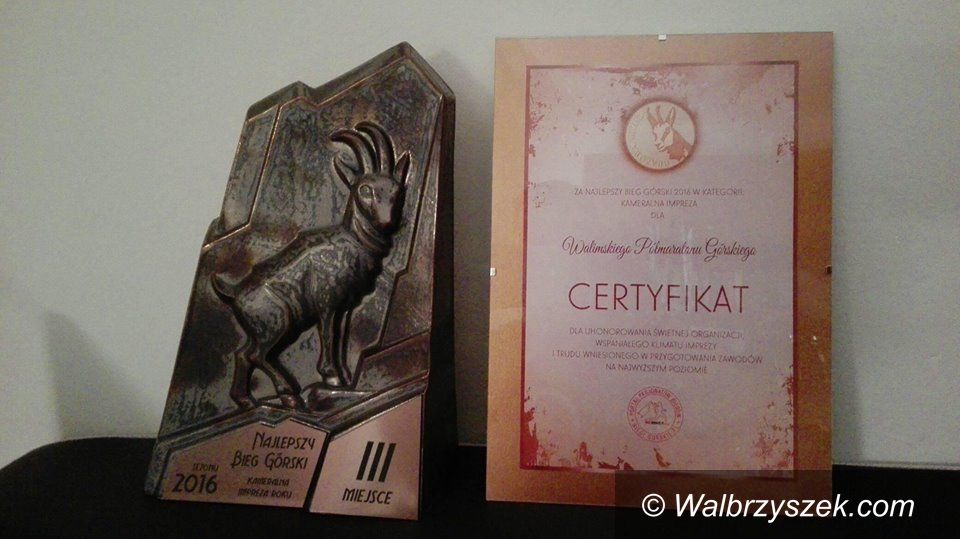 NAJLEPSZY
BIEG GÓRSKI
SEZONU
2016
KAMERALNA
IMPREZA ROKU
III
MIEJSCE
ZA NAJLEPSZY BIEG GÓRSKI 2016 W KATEGORII:
KAMERALNA IMPREZA
DLA
Walimskiego Półmaratonu Górskiego
CERTYFIKAT
DLA UHONOROWANIA ŚWIETNEJ ORGANIZACJI,
WSPANIAŁEGO KLIMATU IMPREZY
I TRUDU WNIESIONEGO W PRZYGOTOWANIA ZAWODÓW
NA NAJWYŻSZYM POZIOMIE
© Walbrzyszek.com